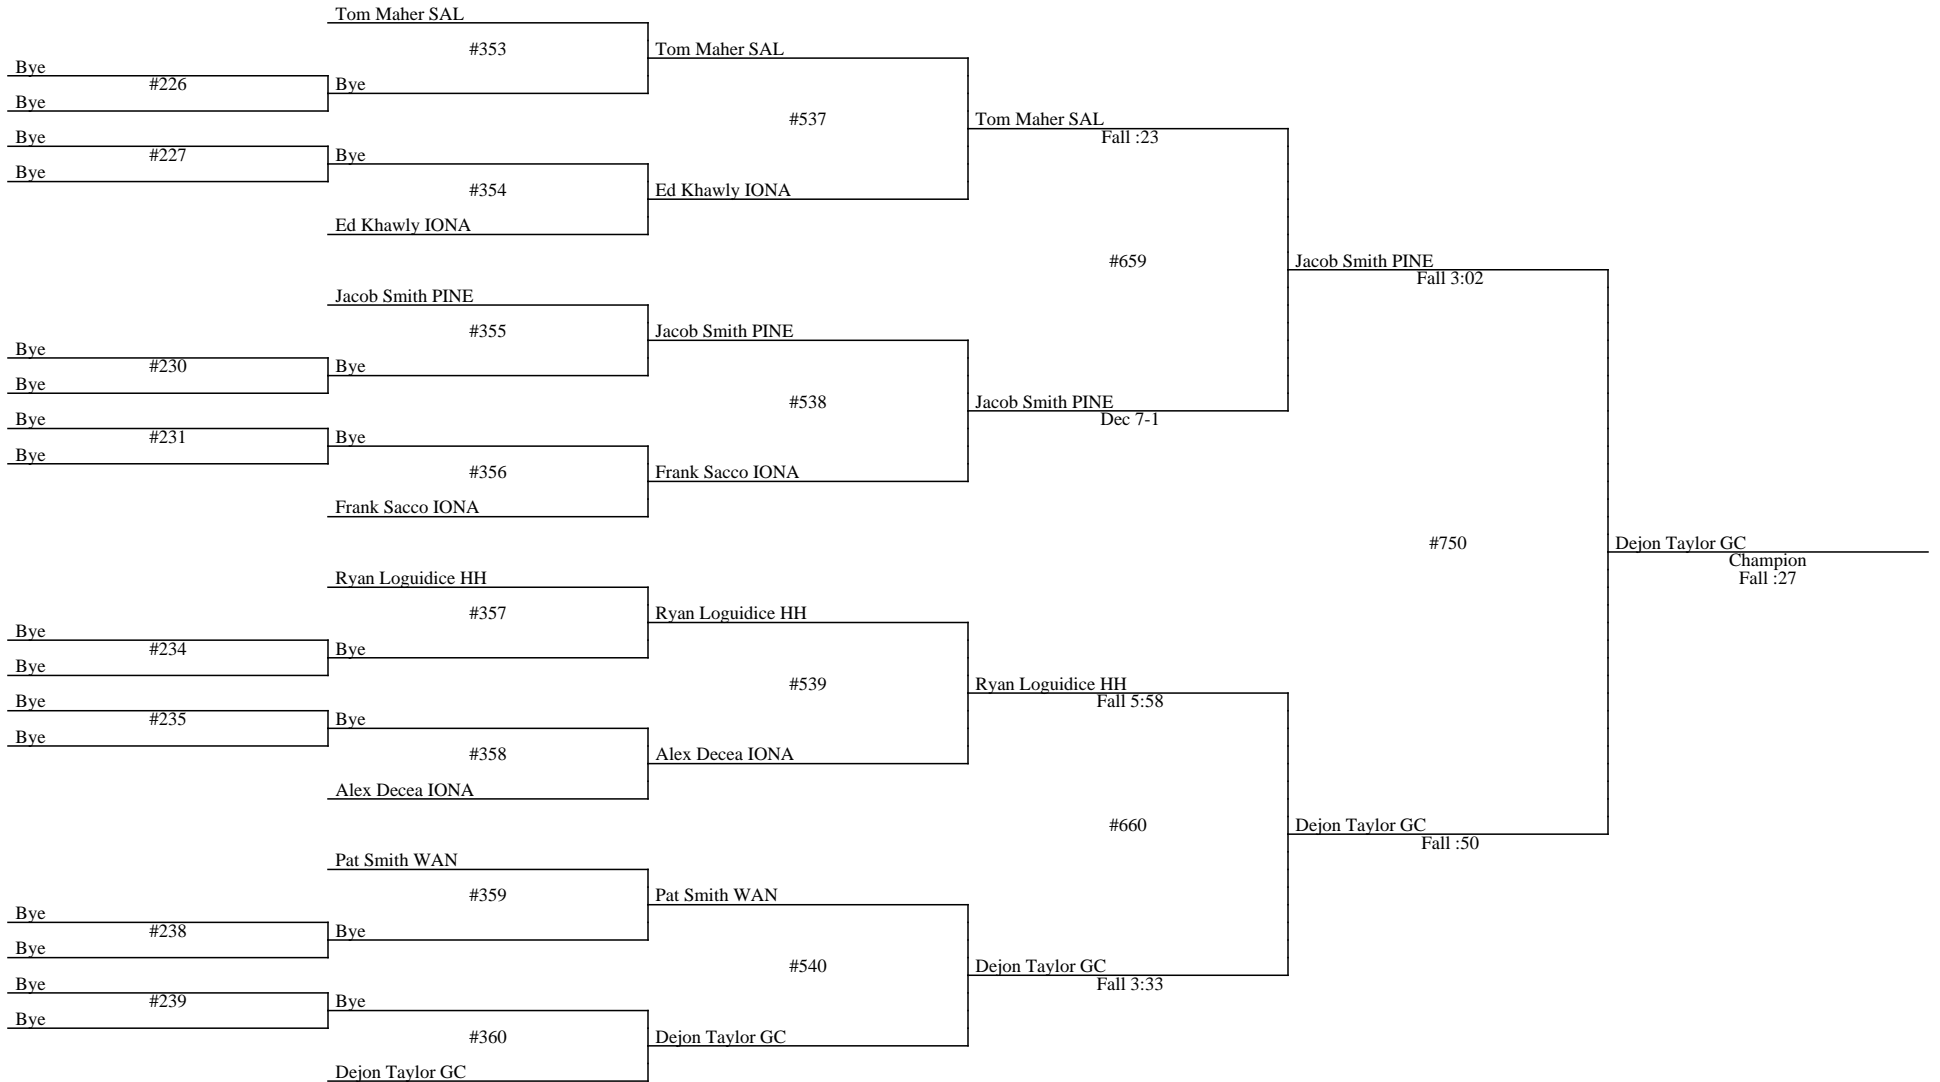 Tom Maher SAL
#353
Tom Maher SAL
Bye
#226
Bye
Bye
#537
Tom Maher SAL
Fall :23
Bye
#227
Bye
Bye
#354
Ed Khawly IONA
Ed Khawly IONA
#659
Jacob Smith PINE
Fall 3:02
Jacob Smith PINE
#355
Jacob Smith PINE
Bye
#230
Bye
Bye
#538
Jacob Smith PINE
Dec 7-1
Bye
#231
Bye
Bye
#356
Frank Sacco IONA
Frank Sacco IONA
#750
Dejon Taylor GC
Champion
Fall :27
Ryan Loguidice HH
#357
Ryan Loguidice HH
Bye
#234
Bye
Bye
#539
Ryan Loguidice HH
Fall 5:58
Bye
#235
Bye
Bye
#358
Alex Decea IONA
Alex Decea IONA
#660
Dejon Taylor GC
Fall :50
Pat Smith WAN
#359
Pat Smith WAN
Bye
#238
Bye
Bye
#540
Dejon Taylor GC
Fall 3:33
Bye
#239
Bye
Bye
#360
Dejon Taylor GC
Dejon Taylor GC